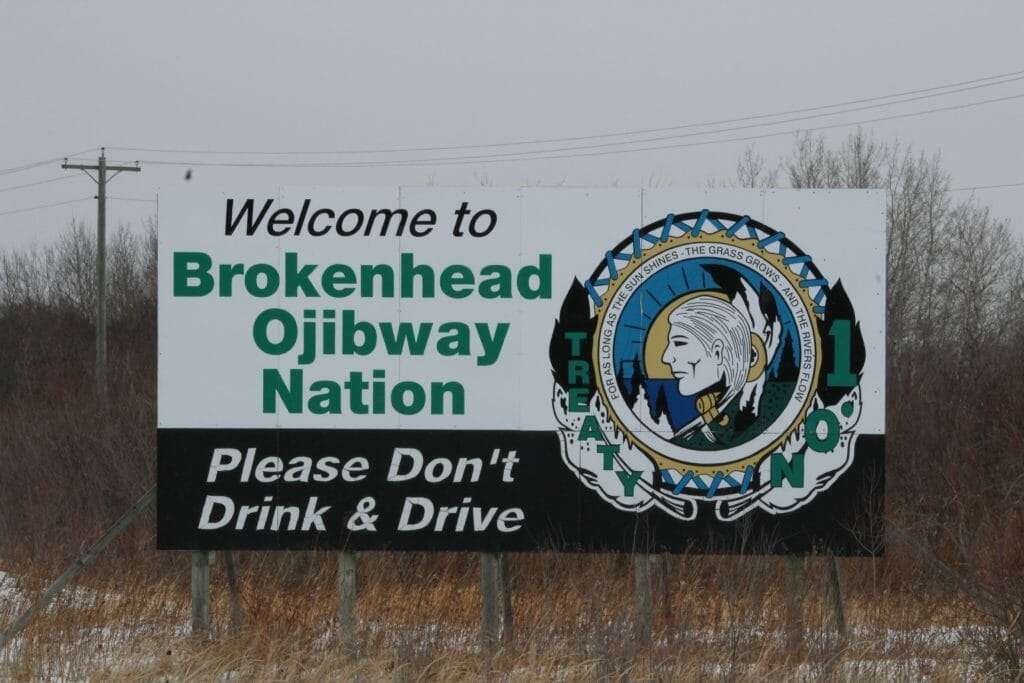 Welcome to
Brokenhead
Ojibway
Nation
Please Don't
Drink & Drive
FOR AS LONG AS THE SUN SHINES - THE GRASS GROWS - AND THE RIVERS FLOW
TREATY NO. 1